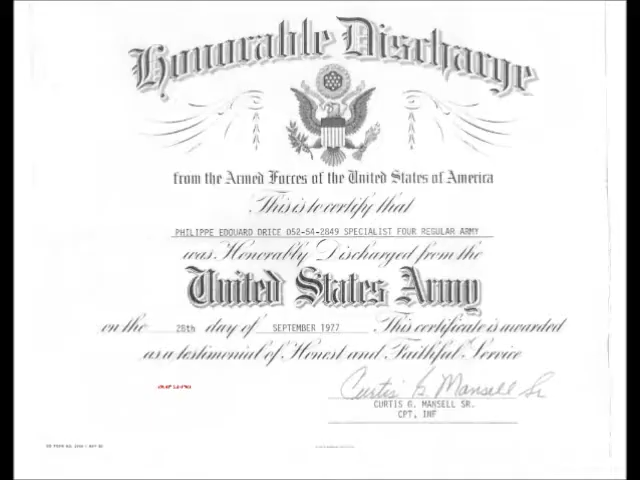 Honorable Discharge
from the Armed Forces of the United States of America
This is to certify that
PHILIPPE EDOUARD DRICE 052-54-2849 SPECIALIST FOUR REGULAR ARMY
was Honorably Discharged from the
United States Army
on the 28th day of SEPTEMBER 1977 This certificate is awarded
as a testimonial of Honest and Faithful Service
Curtis G. Mansell Sr
CURTIS G. MANSELL SR.
CPT, INF